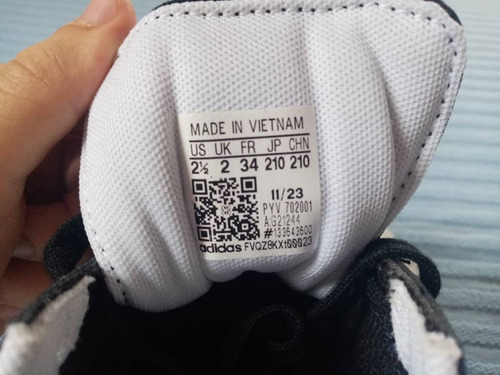 MADE IN VIETNAM
US UK FR JP CHN
2½ 2 34 210 210
11/23
PYV 702001
AG21244
#133643600
adidas FVQZ8KXt00023